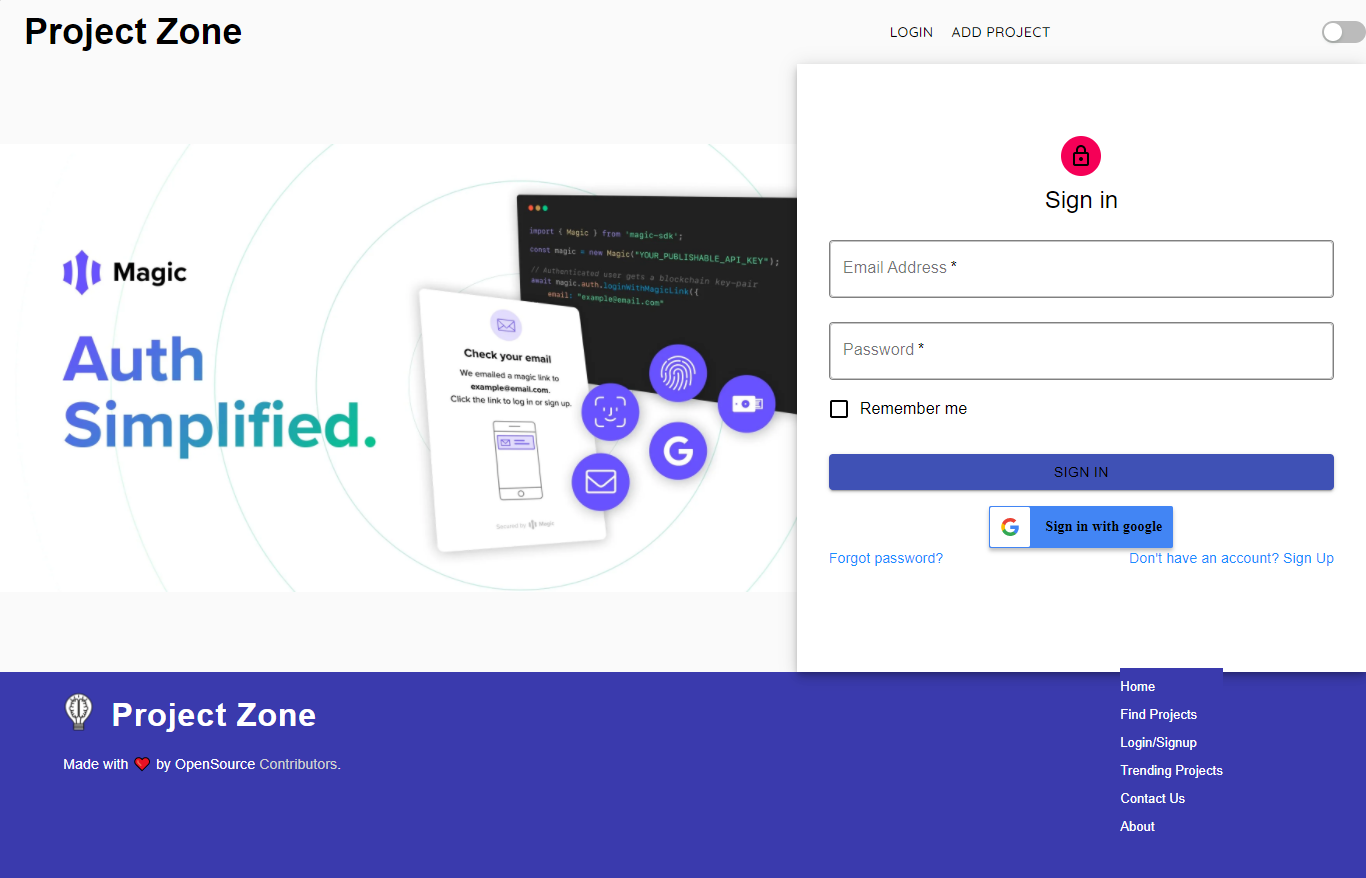 Project Zone
LOGIN ADD PROJECT
Magic
Auth
Simplified.
import { Magic } from 'magic-sdk';
const magic = new Magic("YOUR_PUBLISHABLE_API_KEY");
// Authenticated user gets a blockchain key-pair
await magic.auth.loginWithMagicLink({
email: "example@email.com"
Check your email
We emailed a magic link to
example@email.com.
Click the link to log in or sign up.
Secured by Magic
Sign in
Email Address *
Password *
Remember me
SIGN IN
Sign in with google
Forgot password? Don't have an account? Sign Up
Project Zone
Made with ❤ by OpenSource Contributors.
Home
Find Projects
Login/Signup
Trending Projects
Contact Us
About